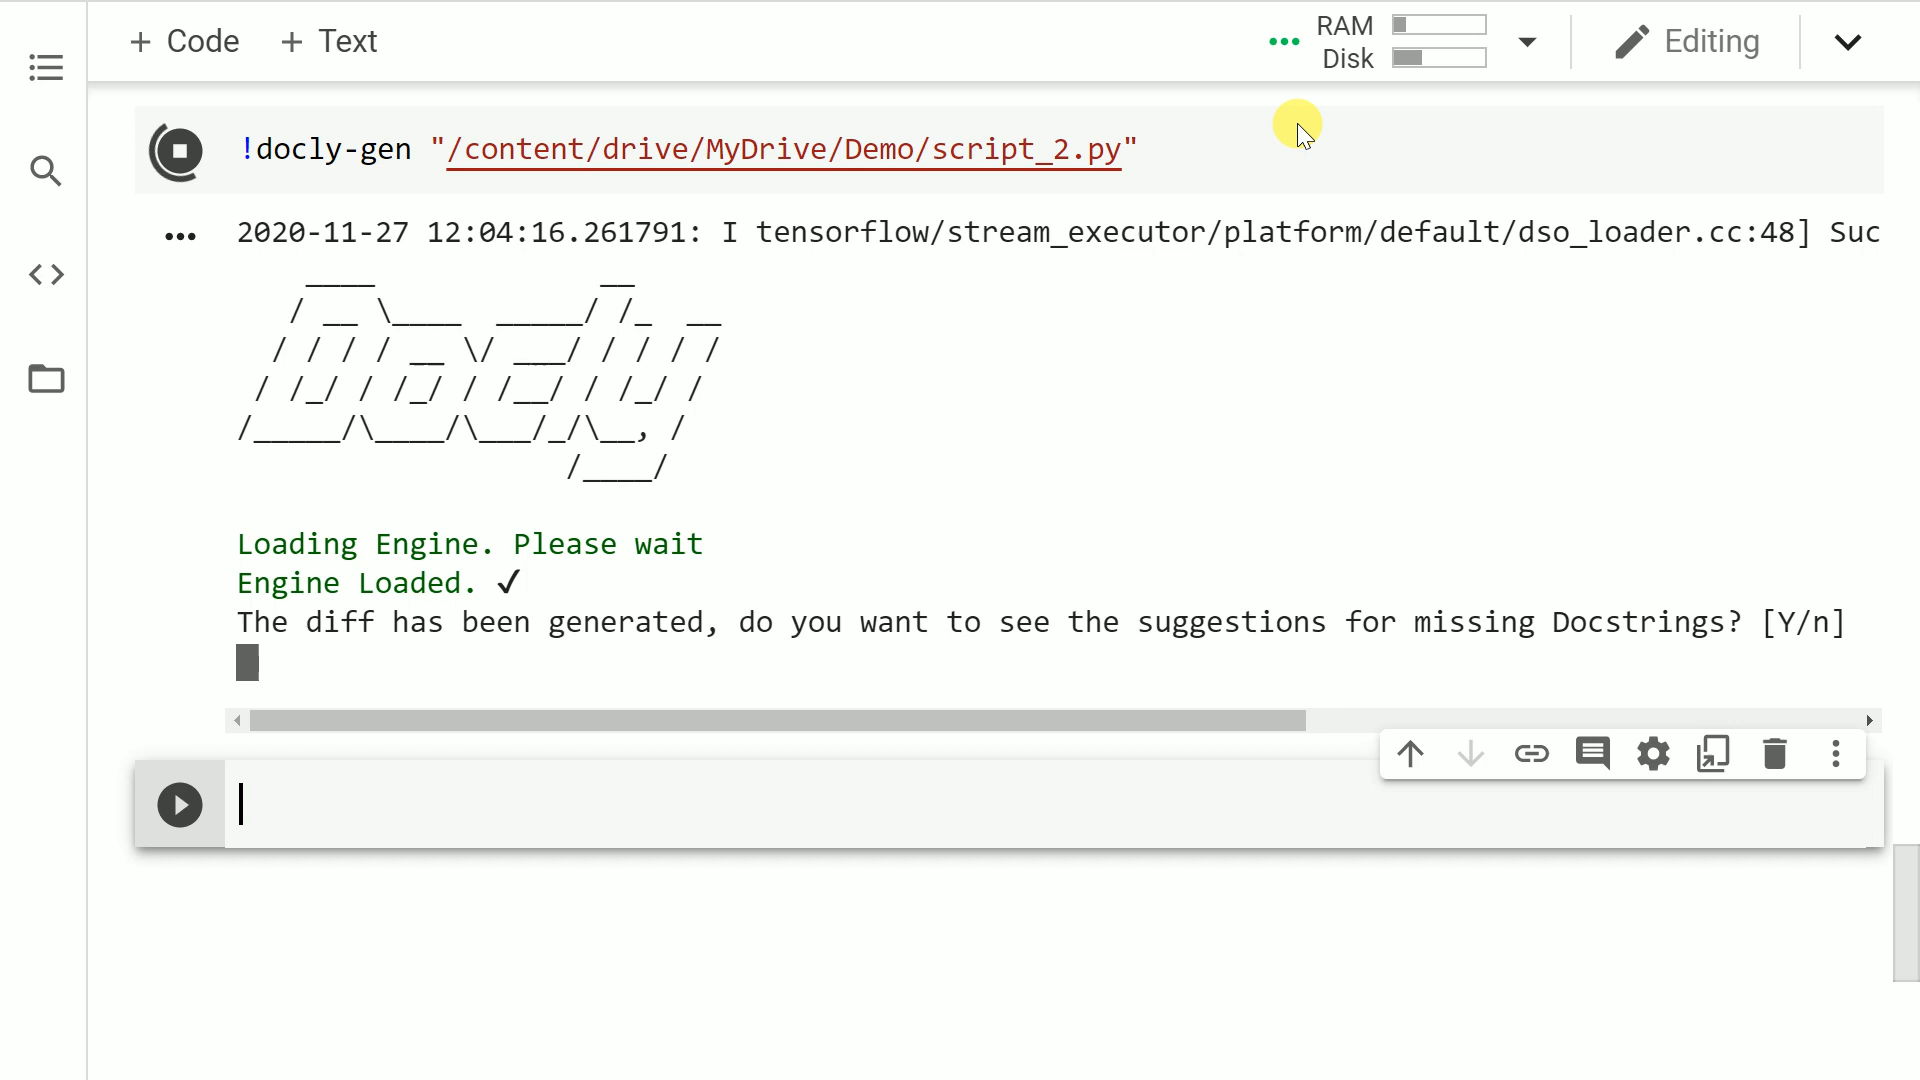 + Code + Text
RAM
Disk
Editing
!docly-gen "/content/drive/MyDrive/Demo/script_2.py"
2020-11-27 12:04:16.261791: I tensorflow/stream_executor/platform/default/dso_loader.cc:48] Suc
Docly
Loading Engine. Please wait
Engine Loaded. ✓
The diff has been generated, do you want to see the suggestions for missing Docstrings? [Y/n]